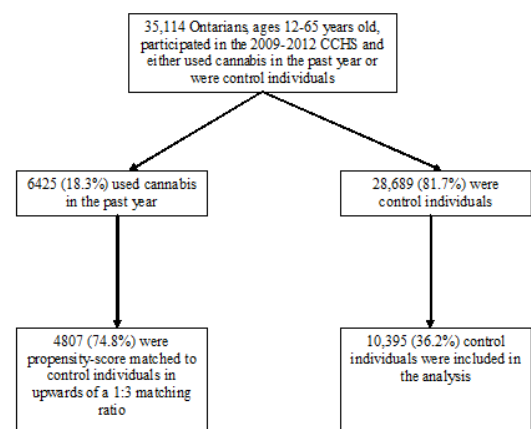 35,114 Ontarians, ages 12-65 years old,
participated in the 2009-2012 CCHS and
either used cannabis in the past year or
were control individuals
6425 (18.3%) used cannabis
in the past year
28,689 (81.7%) were
control individuals
4807 (74.8%) were
propensity-score matched to
control individuals in
upwards of a 1:3 matching
ratio
10,395 (36.2%) control
individuals were included in
the analysis